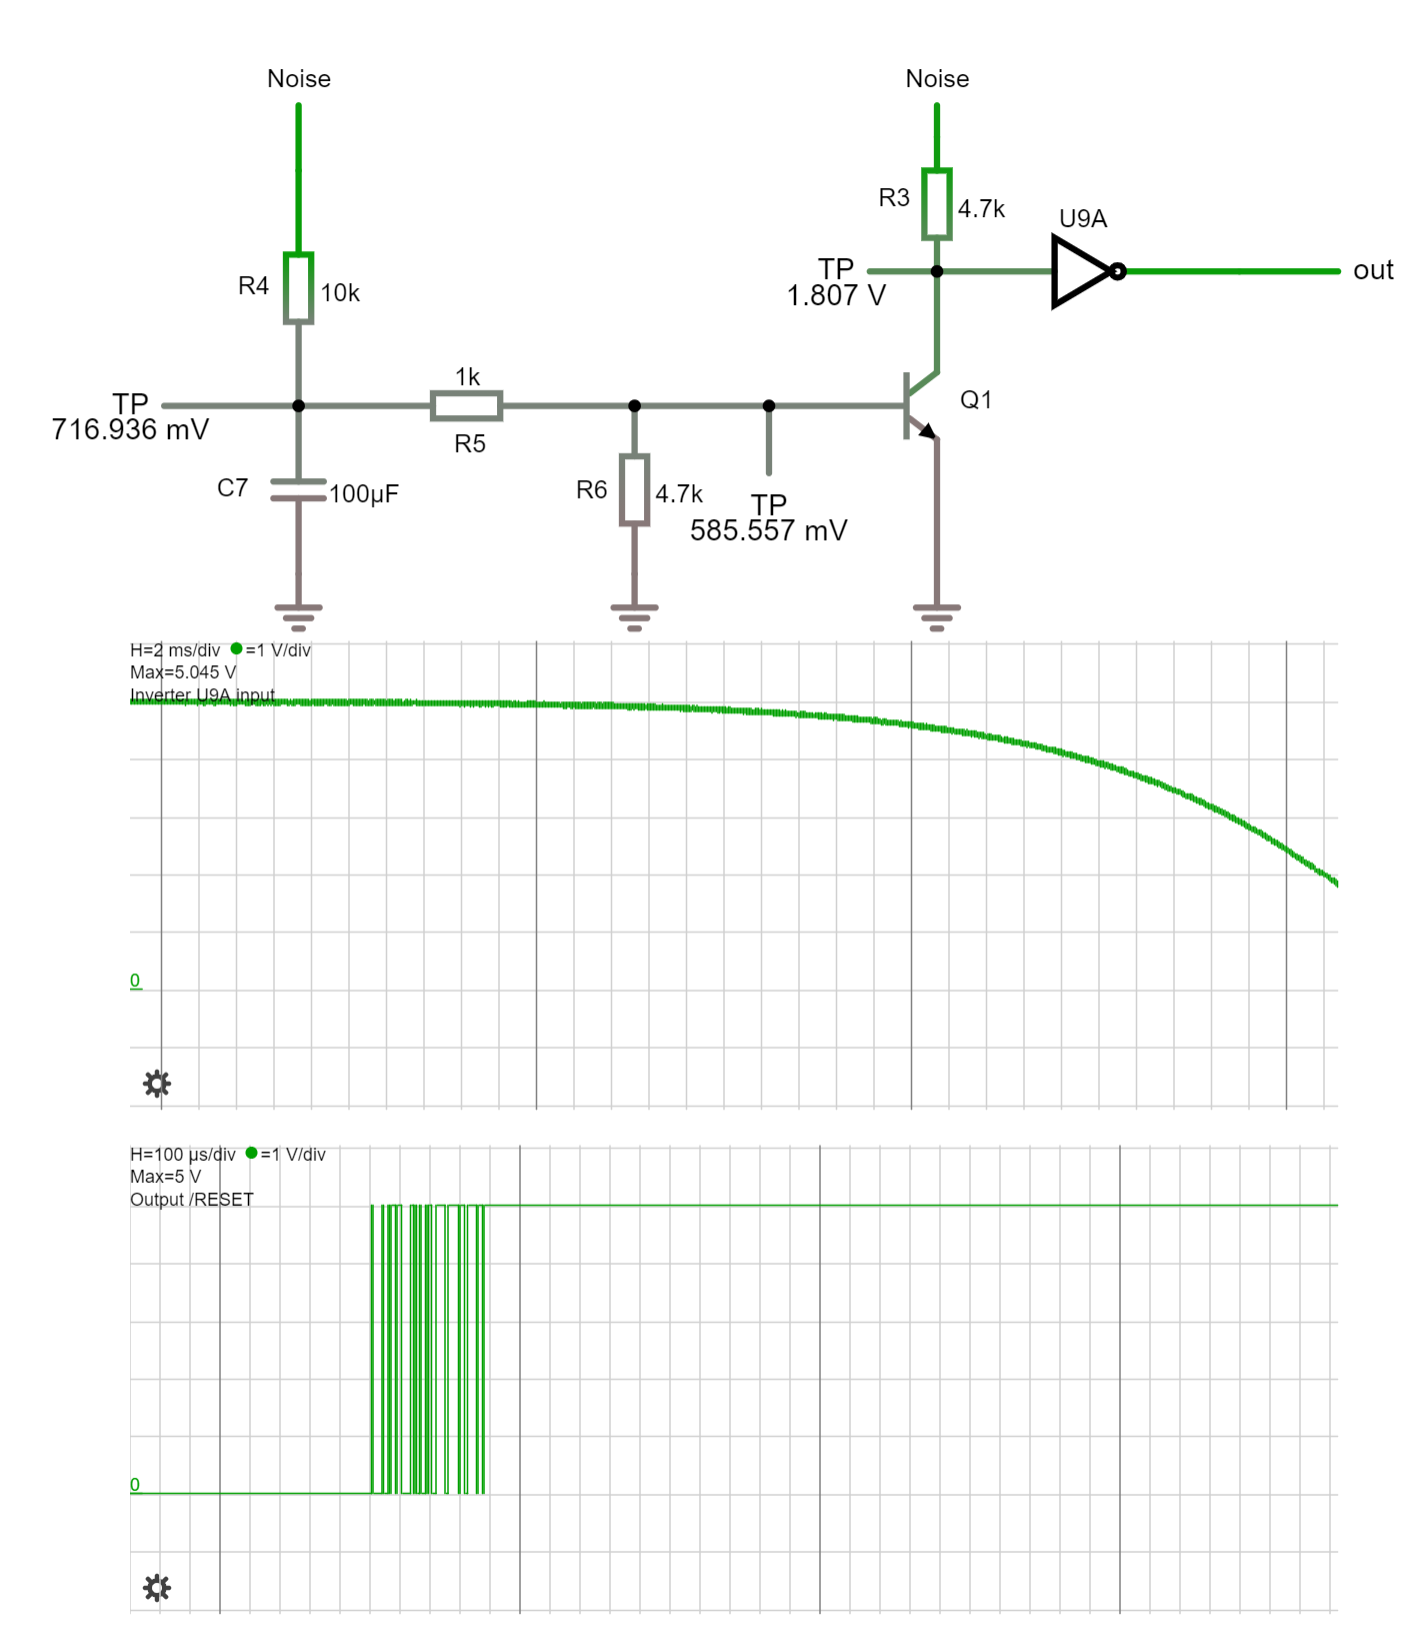 Noise
Noise
R3
4.7k
U9A
TP
1.807 V
out
R4
10k
1k
TP
716.936 mV
R5
Q1
C7
100µF
R6
4.7k
TP
585.557 mV
H=2 ms/div =1 V/div
Max=5.045 V
Inverter U9A input
0
H=100 µs/div =1 V/div
Max=5 V
Output /RESET
0